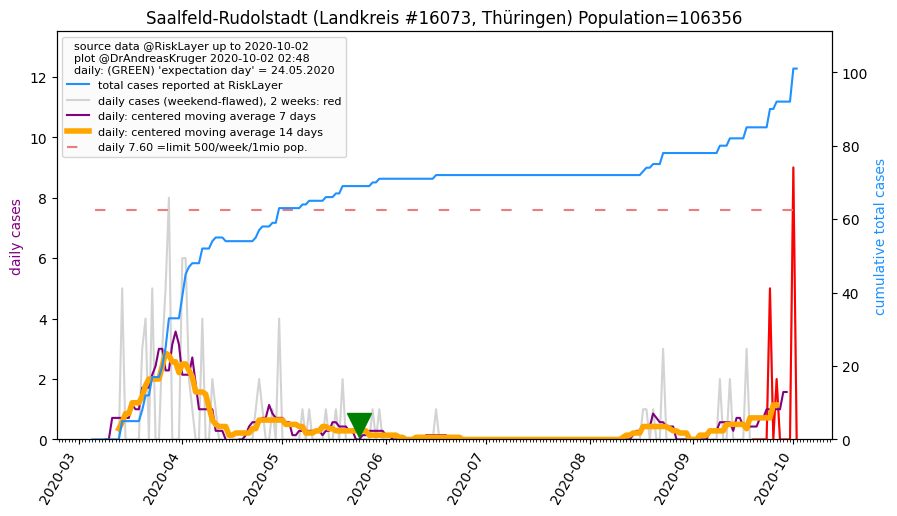 Saalfeld-Rudolstadt (Landkreis #16073, Thüringen) Population=106356
source data @RiskLayer up to 2020-10-02
plot @DrAndreasKruger 2020-10-02 02:48
daily: (GREEN) 'expectation day' = 24.05.2020
total cases reported at RiskLayer
daily cases (weekend-flawed), 2 weeks: red
daily: centered moving average 7 days
daily: centered moving average 14 days
daily 7.60 =limit 500/week/1mio pop.
daily cases
12
10
8
6
4
2
0
cumulative total cases
100
80
60
40
20
0
2020-03
2020-04
2020-05
2020-06
2020-07
2020-08
2020-09
2020-10